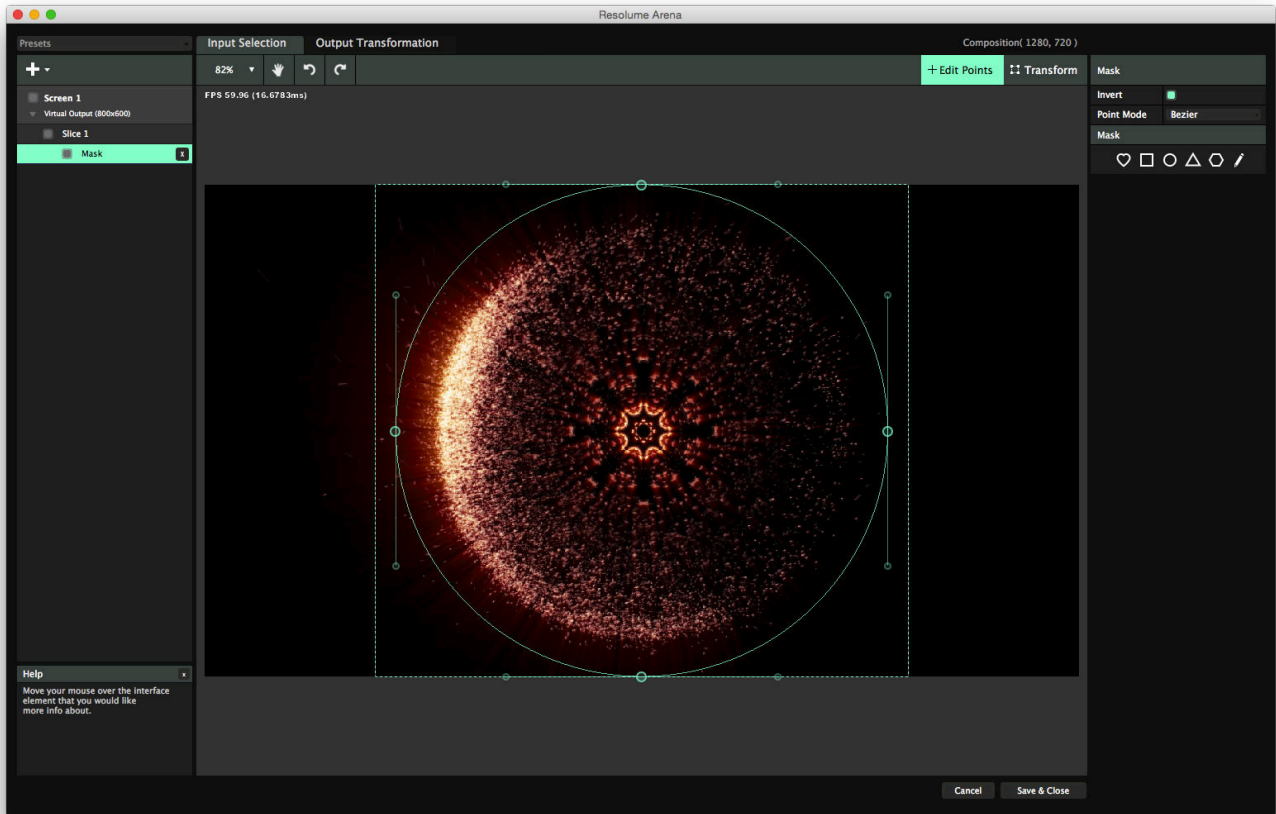 Resolume Arena
Presets
Input Selection
Output Transformation
Composition( 1280, 720 )
82%
Edit Points
Transform
Mask
FPS 59.96 (16.6783ms)
Screen 1
Virtual Output (800x600)
Slice 1
Mask
x
Invert
Point Mode
Bezier
Mask
Help
x
Move your mouse over the interface
element that you would like
more info about.
Cancel
Save & Close